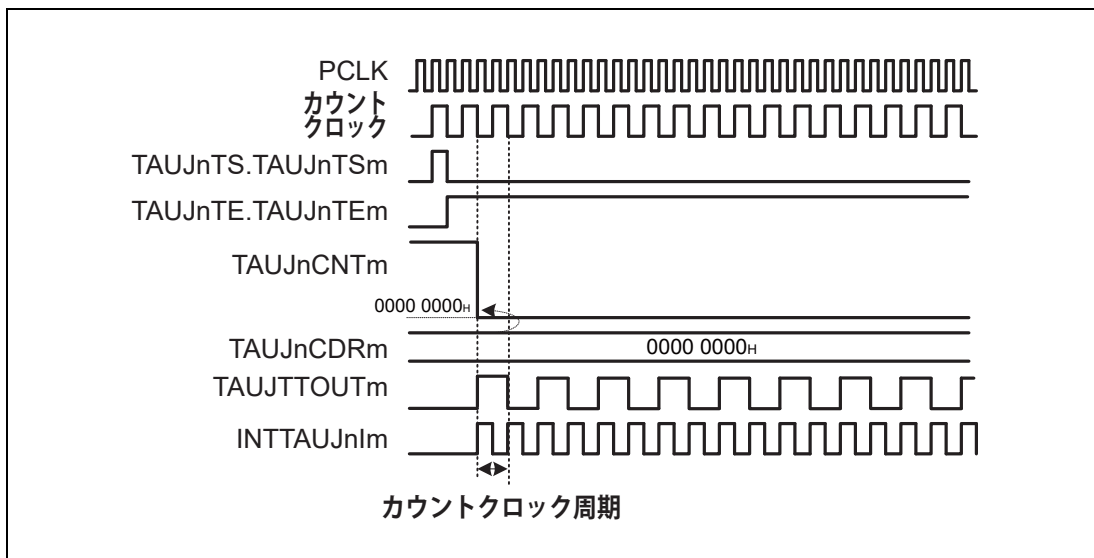 PCLK
カウント
クロック
TAUJnTS.TAUJnTSm
TAUJnTE.TAUJnTEm
TAUJnCNTm
0000 0000H
TAUJnCDRm
0000 0000H
TAUJTTOUTm
INTTAUJnIm
カウントクロック周期